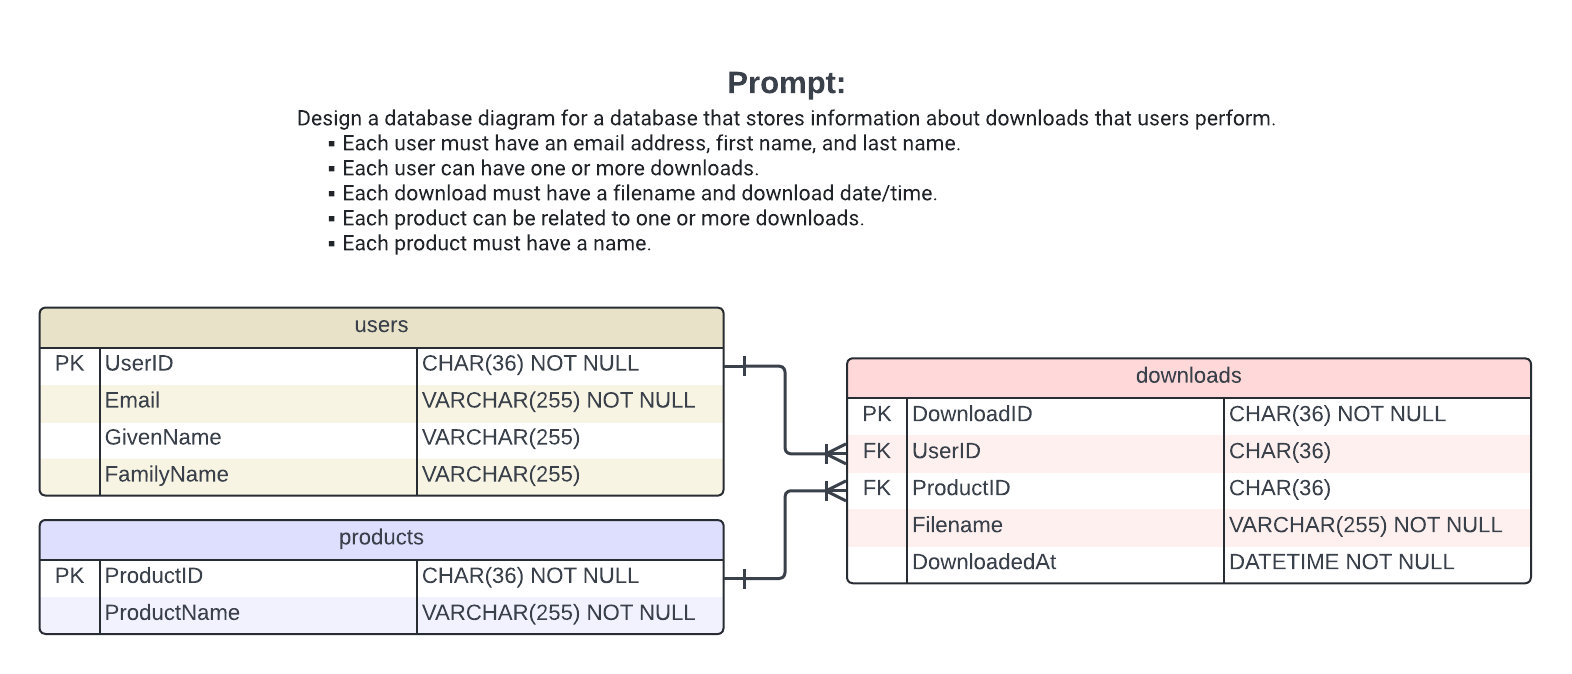 Prompt:
Design a database diagram for a database that stores information about downloads that users perform.
▪ Each user must have an email address, first name, and last name.
▪ Each user can have one or more downloads.
▪ Each download must have a filename and download date/time.
▪ Each product can be related to one or more downloads.
▪ Each product must have a name.
users
PK UserID CHAR(36) NOT NULL
Email VARCHAR(255) NOT NULL
GivenName VARCHAR(255)
FamilyName VARCHAR(255)
products
PK ProductID CHAR(36) NOT NULL
ProductName VARCHAR(255) NOT NULL
downloads
PK DownloadID CHAR(36) NOT NULL
FK UserID CHAR(36)
FK ProductID CHAR(36)
Filename VARCHAR(255) NOT NULL
DownloadedAt DATETIME NOT NULL